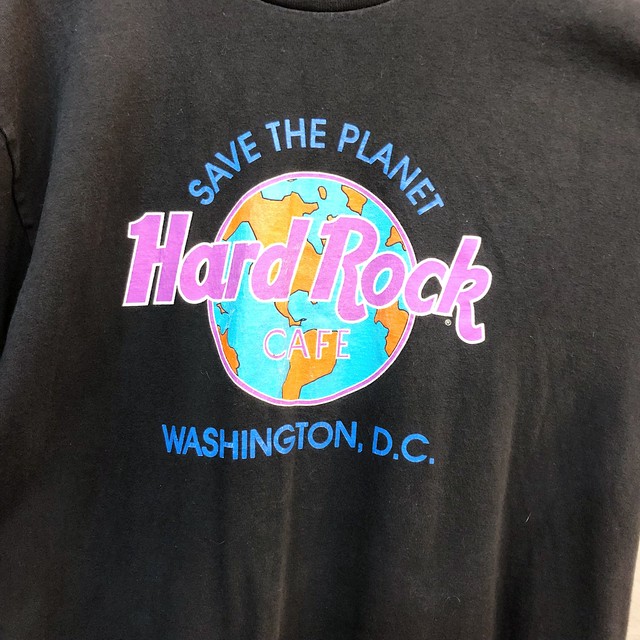 SAVE THE PLANET
Hard Rock
®
CAFE
WASHINGTON, D.C.